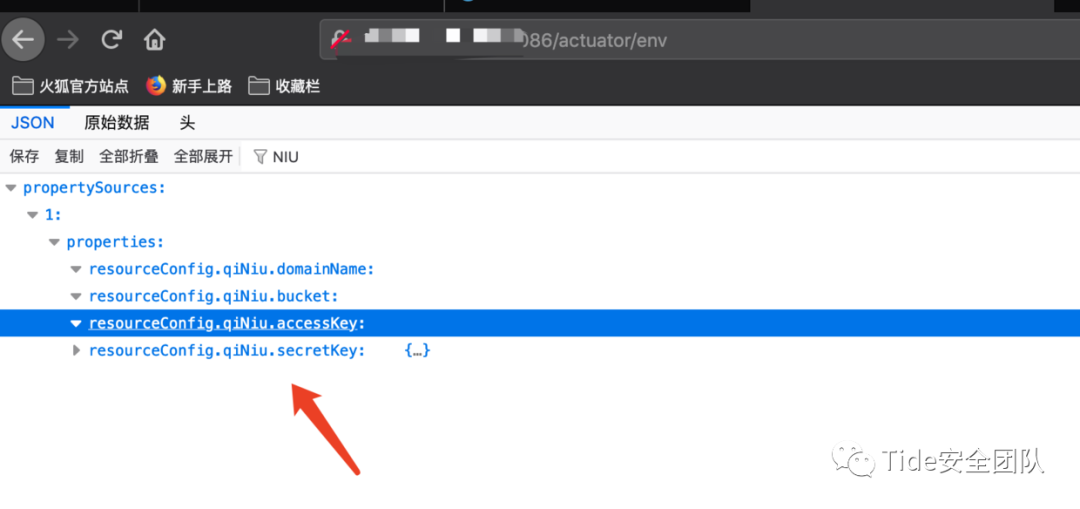 086/actuator/env
火狐官方站点 新手上路 收藏栏
JSON 原始数据 头
保存 复制 全部折叠 全部展开 NIU
propertySources:
1:
properties:
resourceConfig.qiNiu.domainName:
resourceConfig.qiNiu.bucket:
resourceConfig.qiNiu.accessKey:
resourceConfig.qiNiu.secretKey: {…}
Tide安全团队